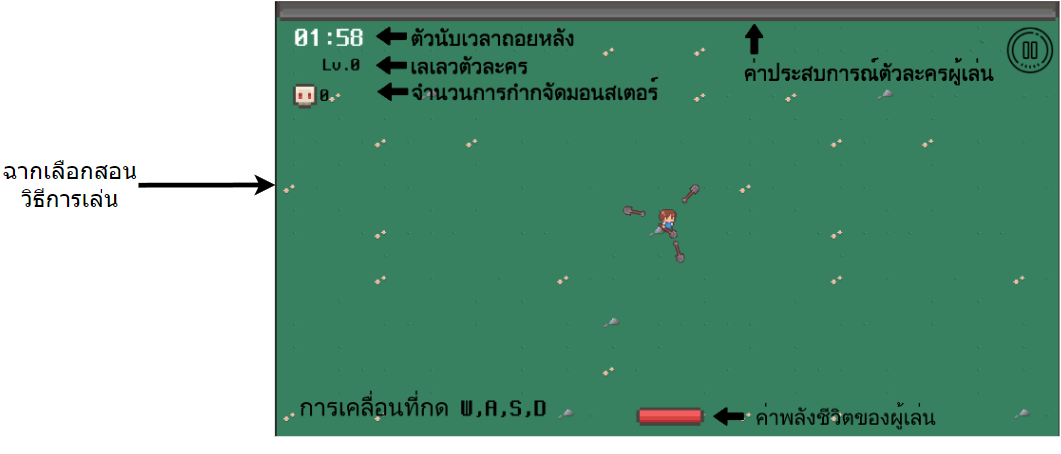 01:58 ตัวนับเวลาถอยหลัง
Lv.0 เลเลวตัวละคร
ค่าประสบการณ์ตัวละครผู้เล่น
0 จำนวนการกำกจัดมอนสเตอร์
ฉากเลือกสอน
วิธีการเล่น
การเคลื่อนที่กด W,A,S,D
ค่าพลังชีวิตของผู้เล่น